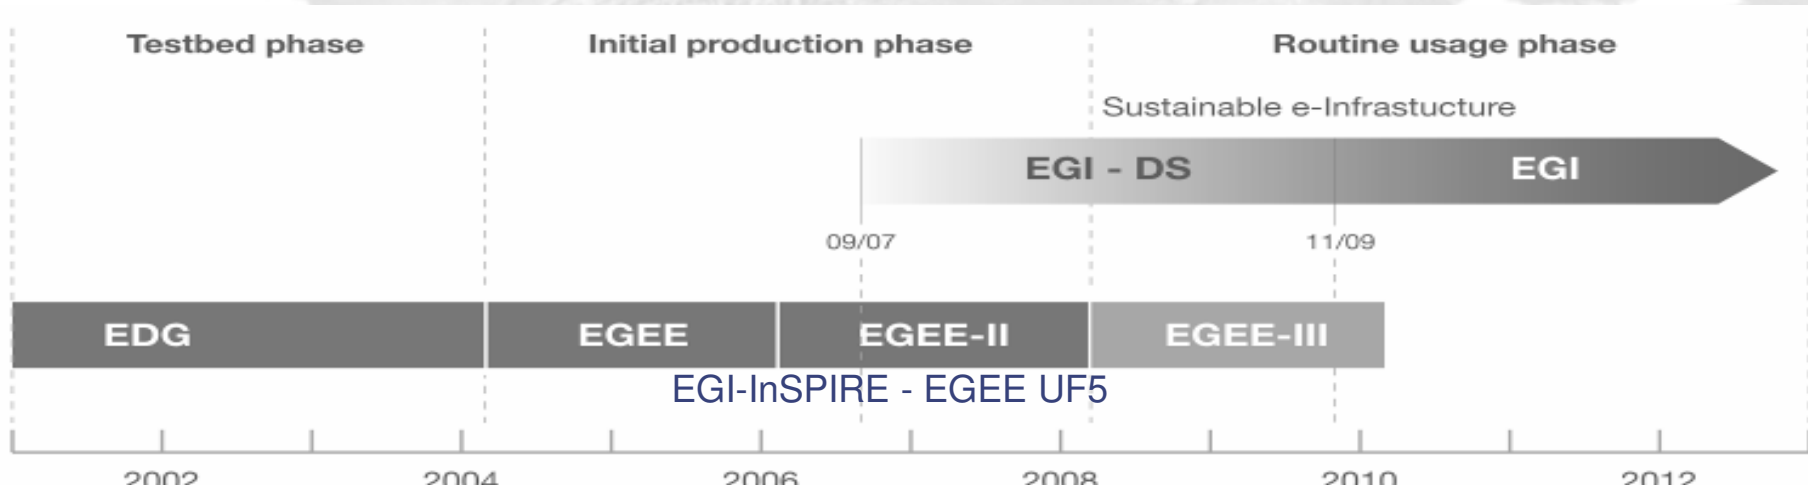 Testbed phase
Initial production phase
Routine usage phase
Sustainable e-Infrastucture
EGI - DS
EGI
09/07
11/09
EDG
EGEE
EGEE-II
EGEE-III
EGI-InSPIRE - EGEE UF5
2002
2004
2006
2008
2010
2012